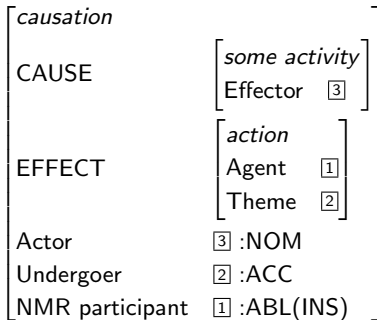 causation
CAUSE
some activity
Effector 3
EFFECT
action
Agent 1
Theme 2
Actor 3 :NOM
Undergoer 2 :ACC
NMR participant 1 :ABL(INS)